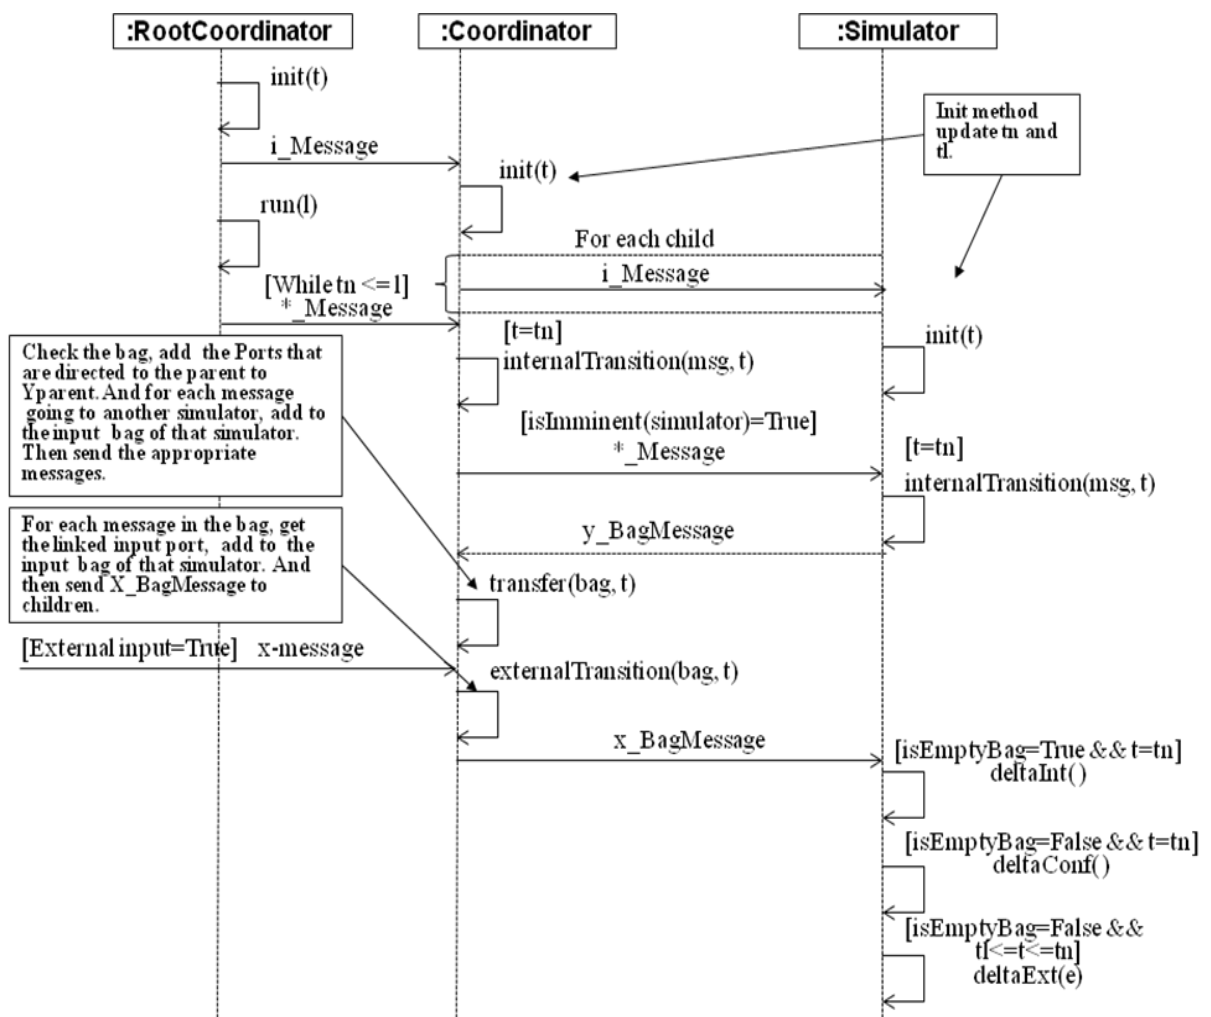 :RootCoordinator
:Coordinator
:Simulator
init(t)
Init method
update tn and
tl.
i_Message
init(t)
run(l)
For each child
i_Message
[While tn <= l]
*_Message
[t=tn]
internalTransition(msg, t)
init(t)
Check the bag, add the Ports that
are directed to the parent to
Yparent. And for each message
going to another simulator, add to
the input bag of that simulator.
Then send the appropriate
messages.
[isImminent(simulator)=True]
*_Message
[t=tn]
internalTransition(msg, t)
y_BagMessage
For each message in the bag, get
the linked input port, add to the
input bag of that simulator. And
then send X_BagMessage to
children.
transfer(bag, t)
[External input=True] x-message
externalTransition(bag, t)
x_BagMessage
[isEmptyBag=True && t=tn]
deltaInt()
[isEmptyBag=False && t=tn]
deltaConf()
[isEmptyBag=False &&
tl<=t<=tn]
deltaExt(e)